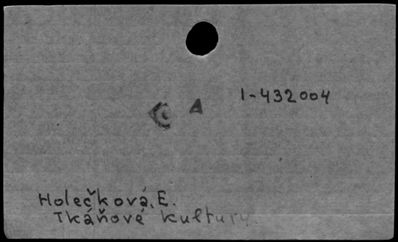 A 1-432004
Holečková, E.
Tkáňové kultury